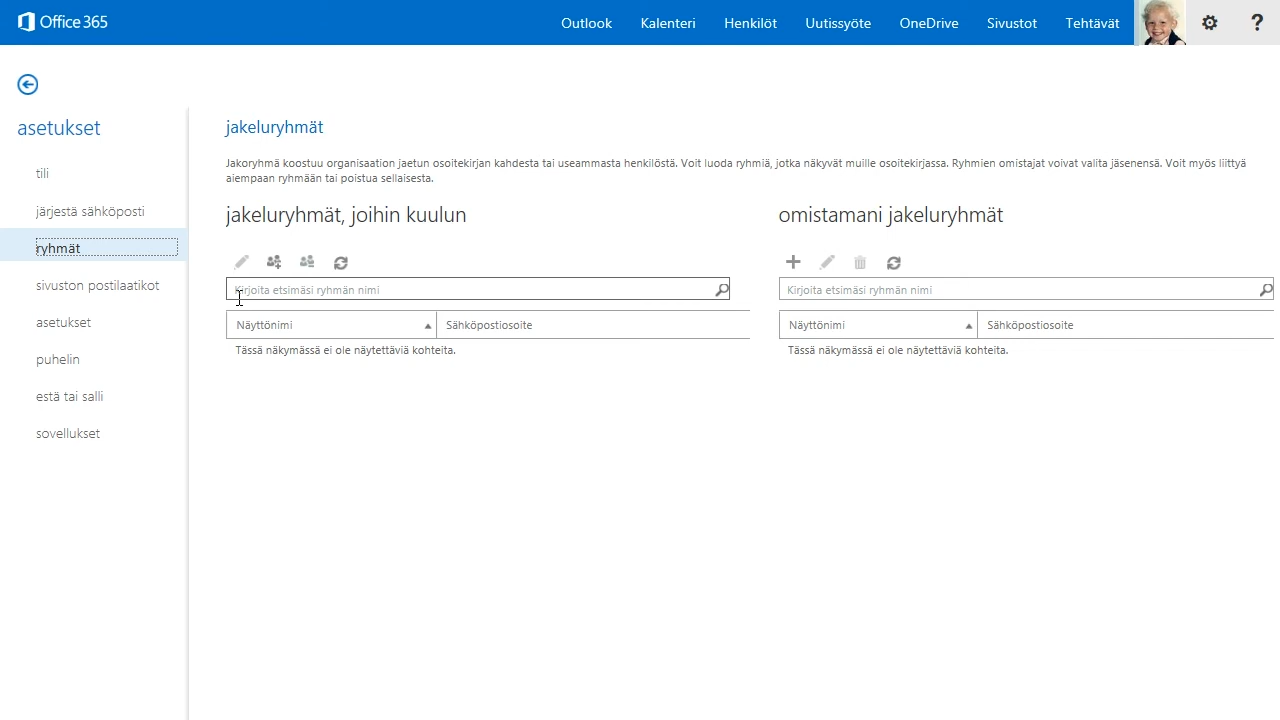 Office 365
Outlook Kalenteri Henkilöt Uutissyöte OneDrive Sivustot Tehtävät ?
asetukset
tili
järjestä sähköposti
ryhmät
sivuston postilaatikot
asetukset
puhelin
estä tai salli
sovellukset
jakeluryhmät
Jakoryhmä koostuu organisaation jaetun osoitekirjan kahdesta tai useammasta henkilöstä. Voit luoda ryhmiä, jotka näkyvät muille osoitekirjassa. Ryhmien omistajat voivat valita jäsenensä. Voit myös liittyä
aiempaan ryhmään tai poistua sellaisesta.
jakeluryhmät, joihin kuulun
Kirjoita etsimäsi ryhmän nimi
Näyttönimi Sähköpostiosoite
Tässä näkymässä ei ole näytettäviä kohteita.
omistamani jakeluryhmät
Kirjoita etsimäsi ryhmän nimi
Näyttönimi Sähköpostiosoite
Tässä näkymässä ei ole näytettäviä kohteita.